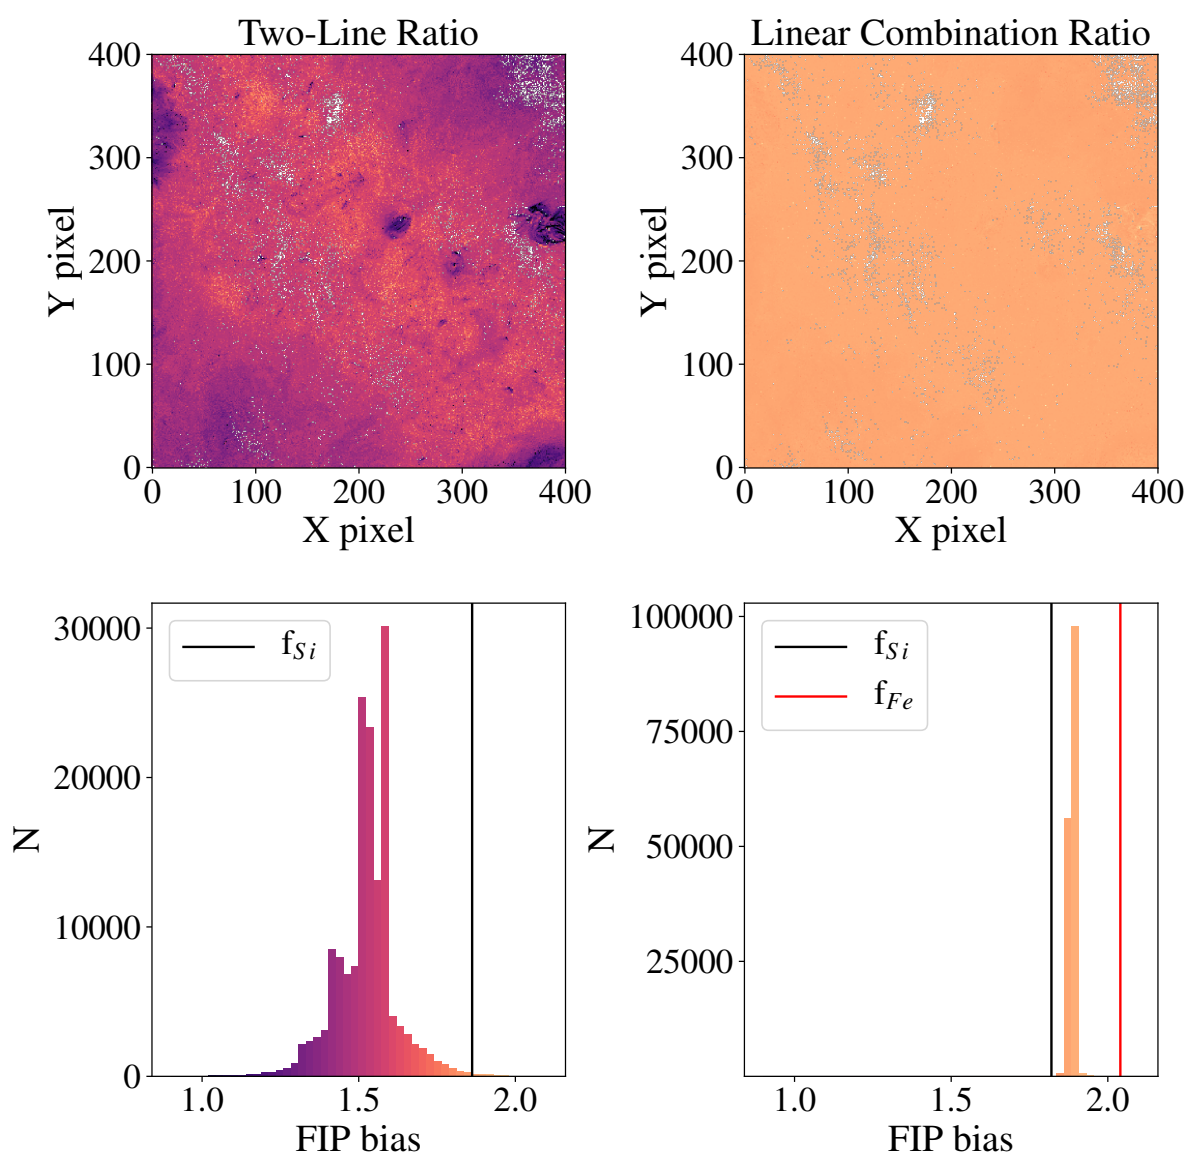 Two-Line Ratio
Linear Combination Ratio
400
300
200
100
0
Y pixel
0 100 200 300 400
X pixel
400
300
200
100
0
Y pixel
0 100 200 300 400
X pixel
30000
20000
10000
0
N
f_Si
1.0 1.5 2.0
FIP bias
100000
75000
50000
25000
N
f_Si
f_Fe
1.0 1.5 2.0
FIP bias